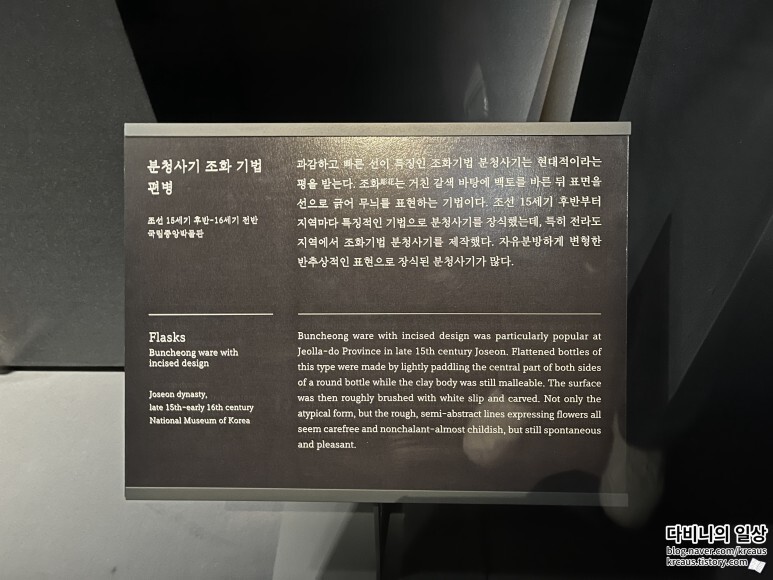 분청사기 조화 기법
편병
조선 15세기 후반-16세기 전반
국립중앙박물관
과감하고 빠른 선이 특징인 조화기법 분청사기는 현대적이라는
평을 받는다. 조화彫花는 거친 갈색 바탕에 백토를 바른 뒤 표면을
선으로 긁어 무늬를 표현하는 기법이다. 조선 15세기 후반부터
지역마다 특징적인 기법으로 분청사기를 장식했는데, 특히 전라도
지역에서 조화기법 분청사기를 제작했다. 자유분방하게 변형한
반추상적인 표현으로 장식된 분청사기가 많다.
Flasks
Buncheong ware with
incised design
Joseon dynasty,
late 15th-early 16th century
National Museum of Korea
Buncheong ware with incised design was particularly popular at
Jeolla-do Province in late 15th century Joseon. Flattened bottles of
this type were made by lightly paddling the central part of both sides
of a round bottle while the clay body was still malleable. The surface
was then roughly brushed with white slip and carved. Not only the
atypical form, but the rough, semi-abstract lines expressing flowers all
seem carefree and nonchalant-almost childish, but still spontaneous
and pleasant.
다비니의 일상
blog.naver.com/krcaus
krcaus.tistory.com